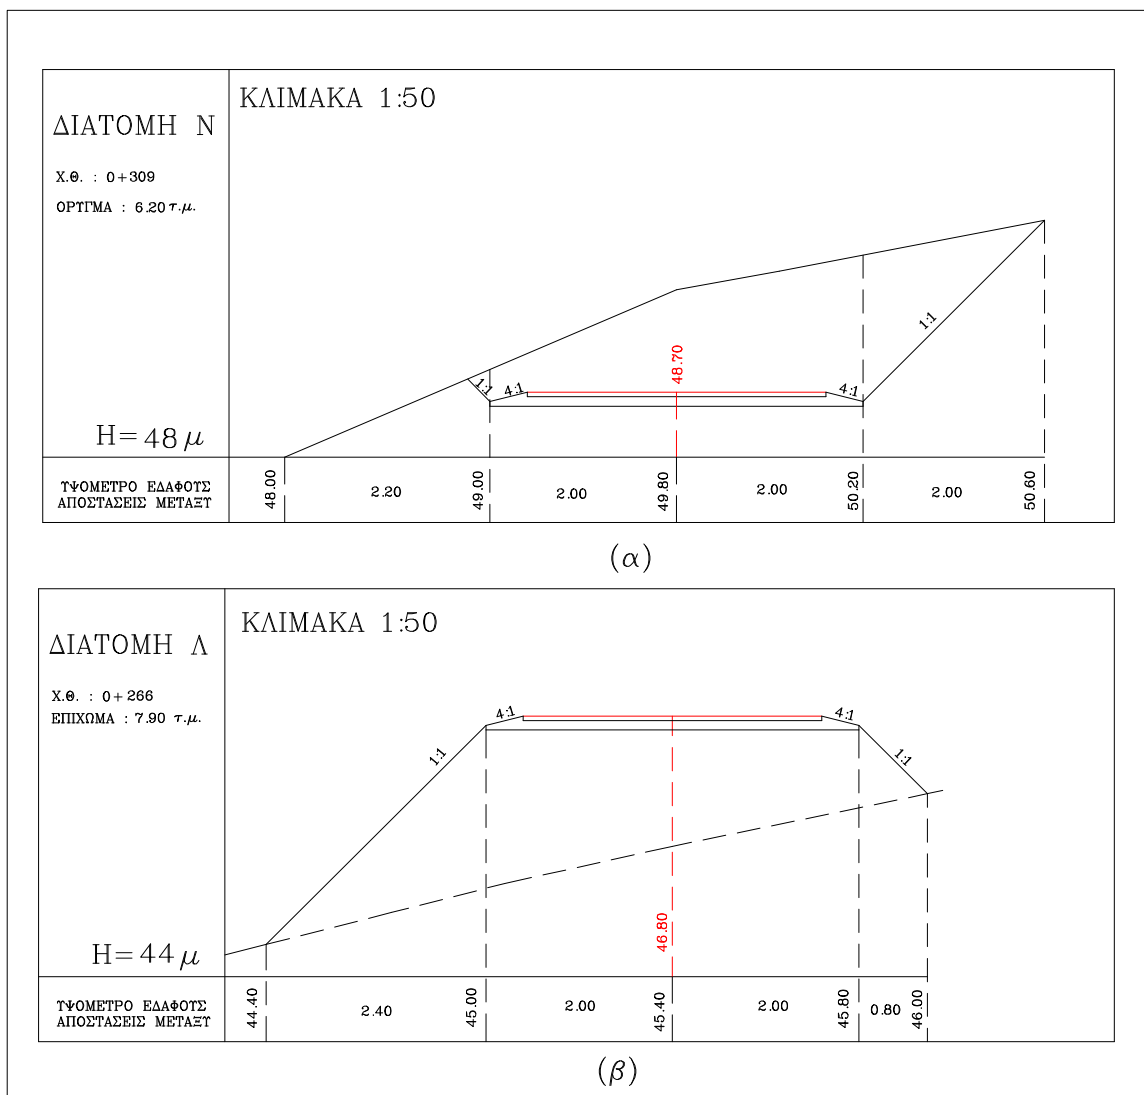 ΚΛΙΜΑΚΑ 1:50
ΔΙΑΤΟΜΗ Ν
Χ.Θ. : 0+309
ΟΡΥΓΜΑ : 6.20 τ.μ.
48.70
1:1
4:1
4:1
1:1
Η=48μ
ΥΨΟΜΕΤΡΟ ΕΔΑΦΟΥΣ
ΑΠΟΣΤΑΣΕΙΣ ΜΕΤΑΞΥ
48.00
2.20
49.00
2.00
49.80
2.00
50.20
2.00
50.60
(α)
ΚΛΙΜΑΚΑ 1:50
ΔΙΑΤΟΜΗ Λ
Χ.Θ. : 0+266
ΕΠΙΧΩΜΑ : 7.90 τ.μ.
4:1
4:1
1:1
1:1
46.80
Η=44μ
ΥΨΟΜΕΤΡΟ ΕΔΑΦΟΥΣ
ΑΠΟΣΤΑΣΕΙΣ ΜΕΤΑΞΥ
44.40
2.40
45.00
2.00
45.40
2.00
45.80
0.80
46.00
(β)